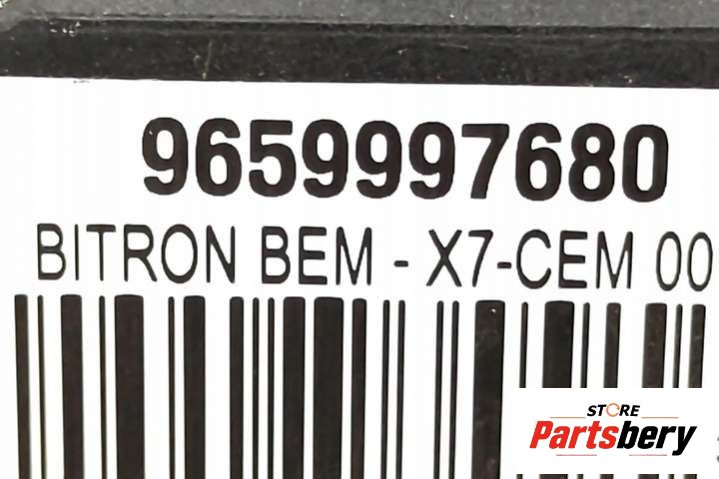 9659997680
BITRON BEM - X7-CEM 00
STORE
Partsbery